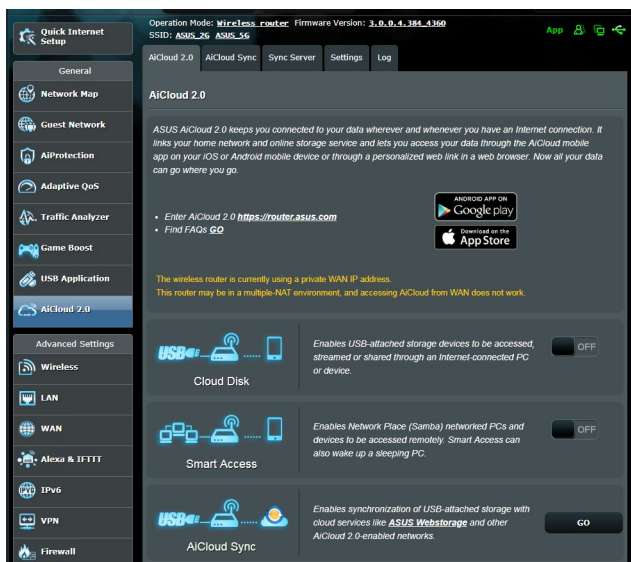 Operation Mode: Wireless router Firmware Version: 3.0.0.4.384_4360
SSID: ASUS_2G ASUS_5G
App
Quick Internet
Setup
General
Network Map
Guest Network
AiProtection
Adaptive QoS
Traffic Analyzer
Game Boost
USB Application
AiCloud 2.0
Advanced Settings
Wireless
LAN
WAN
Alexa & IFTTT
IPv6
VPN
Firewall
AiCloud 2.0 AiCloud Sync Sync Server Settings Log
AiCloud 2.0
ASUS AiCloud 2.0 keeps you connected to your data wherever and whenever you have an Internet connection. It
links your home network and online storage service and lets you access your data through the AiCloud mobile
app on your iOS or Android mobile device or through a personalized web link in a web browser. Now all your data
can go where you go.
• Enter AiCloud 2.0 https://router.asus.com
• Find FAQs GO
ANDROID APP ON
Google play
Download on the
App Store
The wireless router is currently using a private WAN IP address.
This router may be in a multiple-NAT environment, and accessing AiCloud from WAN does not work.
USB
Cloud Disk
Enables USB-attached storage devices to be accessed,
streamed or shared through an Internet-connected PC
or device.
OFF
Smart Access
Enables Network Place (Samba) networked PCs and
devices to be accessed remotely. Smart Access can
also wake up a sleeping PC.
OFF
USB
AiCloud Sync
Enables synchronization of USB-attached storage with
cloud services like ASUS Webstorage and other
AiCloud 2.0-enabled networks.
GO